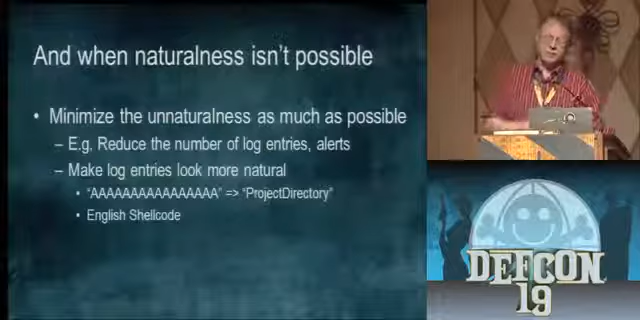 And when naturalness isn't possible
• Minimize the unnaturalness as much as possible
– E.g. Reduce the number of log entries, alerts
– Make log entries look more natural
• "AAAAAAAAAAAAAAAA" => "ProjectDirectory"
• English Shellcode
DEFCON
19